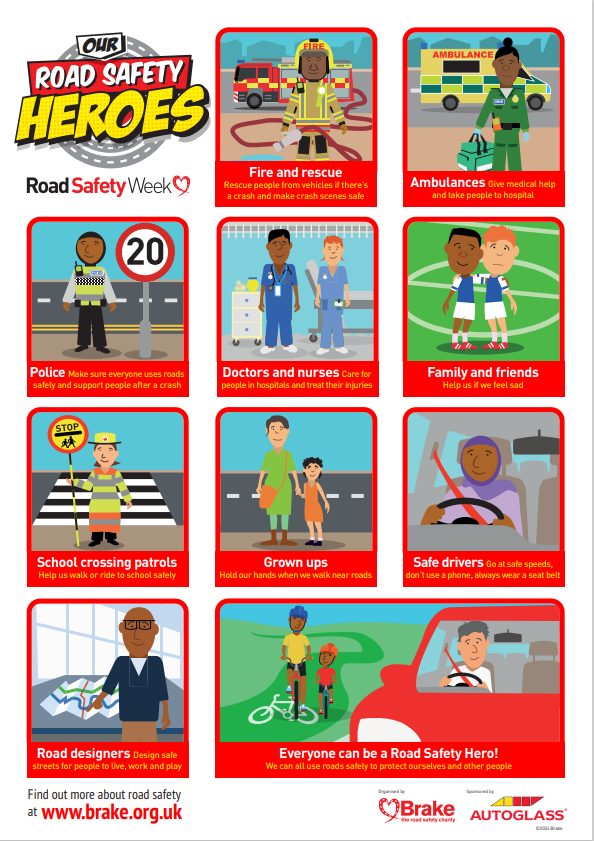 OUR
ROAD SAFETY
HEROES
Road Safety Week
FIRE
Fire and rescue
Rescue people from vehicles if there's
a crash and make crash scenes safe
AMBULANCE
Ambulances Give medical help
and take people to hospital
20
Police Make sure everyone uses roads
safely and support people after a crash
Doctors and nurses Care for
people in hospitals and treat their injuries
Family and friends
Help us if we feel sad
STOP
School crossing patrols
Help us walk or ride to school safely
Grown ups
Hold our hands when we walk near roads
Safe drivers Go at safe speeds,
don't use a phone, always wear a seat belt
Road designers Design safe
streets for people to live, work and play
Everyone can be a Road Safety Hero!
We can all use roads safely to protect ourselves and other people
Find out more about road safety
at www.brake.org.uk
Organised by
Brake
the road safety charity
Sponsored by
AUTOGLASS®
©2024 Brake